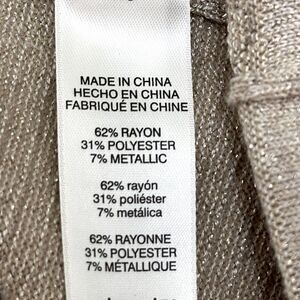 MADE IN CHINA
HECHO EN CHINA
FABRIQUÉ EN CHINE
62% RAYON
31% POLYESTER
7% METALLIC
62% rayón
31% poliéster
7% metálica
62% RAYONNE
31% POLYESTER
7% MÉTALLIQUE